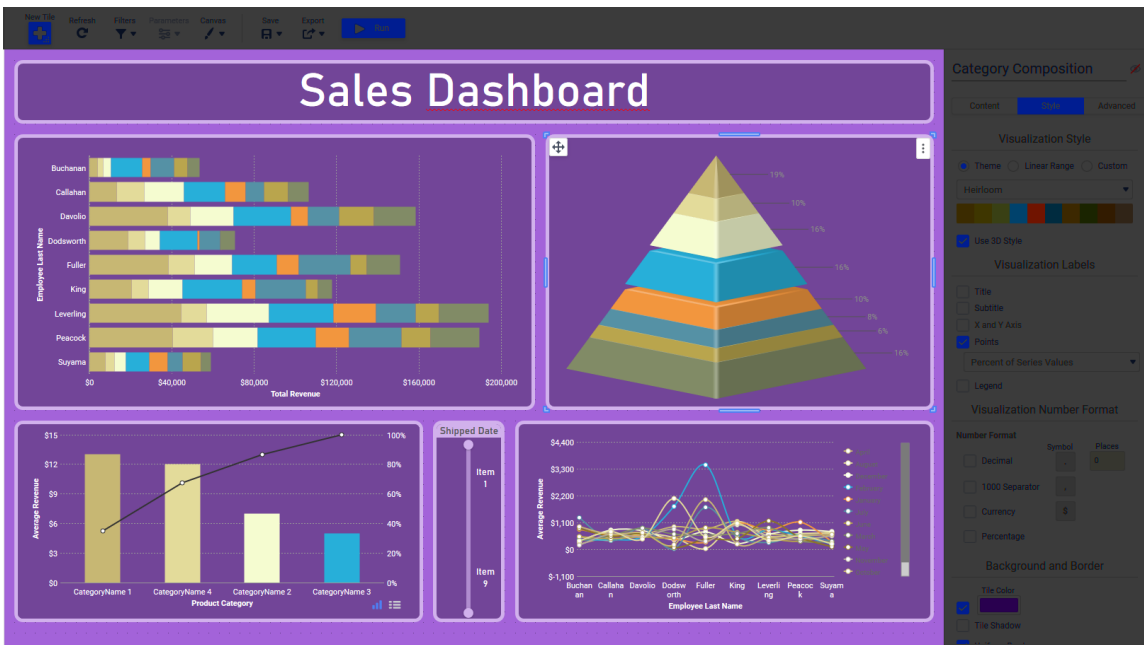 New Tile Refresh Filters Parameters Canvas Save Export Run
Sales Dashboard
Employee Last Name
Buchanan
Callahan
Davolio
Dodsworth
Fuller
King
Leverling
Peacock
Suyama
$0 $40,000 $80,000 $120,000 $160,000 $200,000
Total Revenue
19%
10%
16%
16%
10%
8%
6%
16%
Average Revenue
$15
$12
$9
$6
$3
$0
100%
80%
60%
40%
20%
0%
CategoryName 1 CategoryName 4 CategoryName 2 CategoryName 3
Product Category
Shipped Date
Item
1
Item
9
Average Revenue
$4,400
$3,300
$2,200
$1,100
$0
$-1,100
Buchan Callaha Davolio Dodsw Fuller King Leverli Peacoc Suyam
an n orth ng k a
Employee Last Name
Category Composition
Content Style Advanced
Visualization Style
Theme Linear Range Custom
Heirloom
Use 3D Style
Visualization Labels
Title
Subtitle
X and Y Axis
Points
Percent of Series Values
Legend
Visualization Number Format
Number Format Symbol Places
Decimal . 0
1000 Separator ,
Currency $
Percentage
Background and Border
Tile Color
Tile Shadow